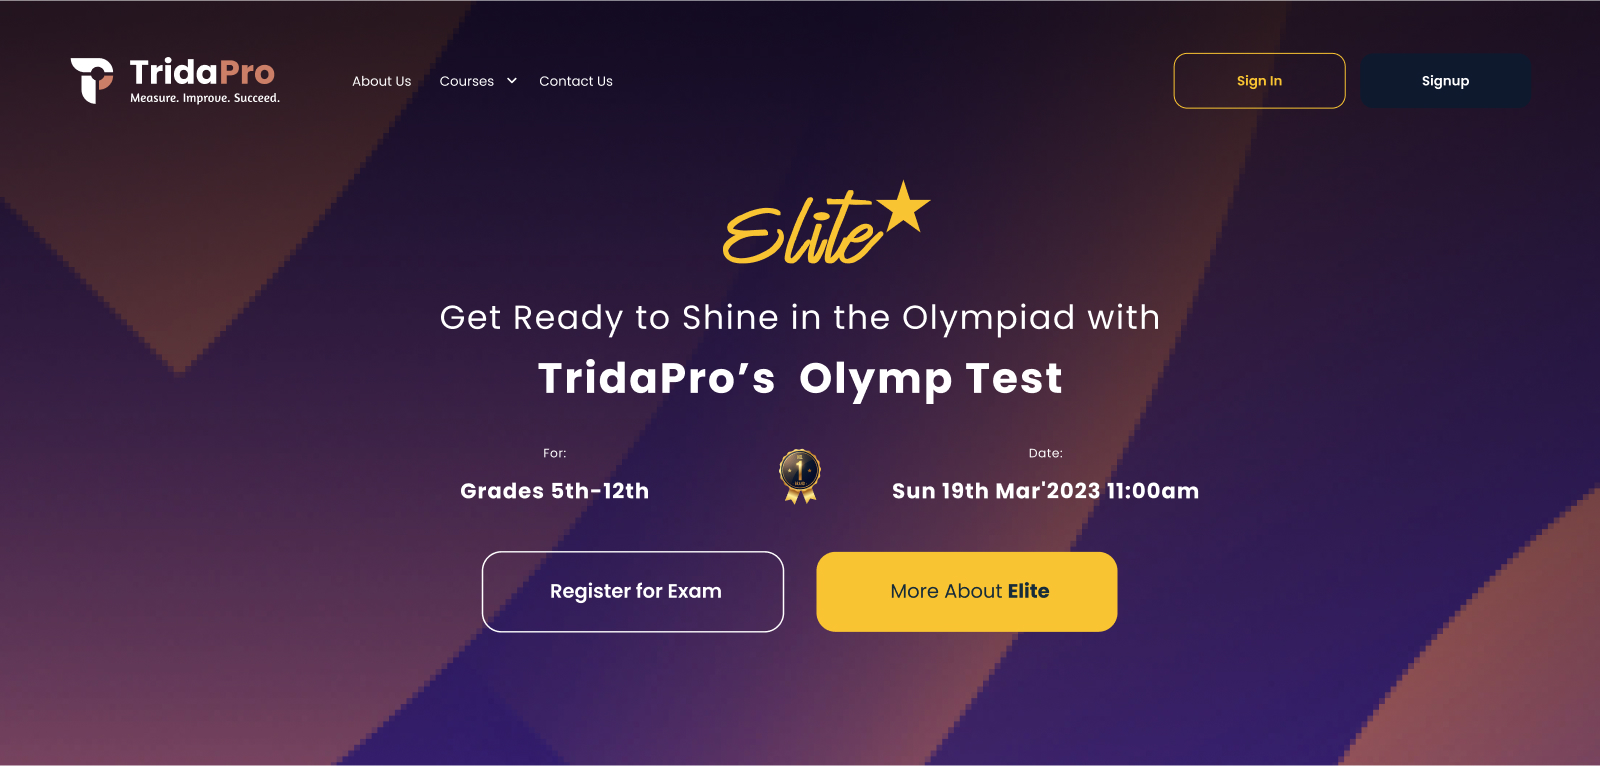 TridaPro
Measure. Improve. Succeed.
About Us
Courses
Contact Us
Sign In
Signup
Elite
Get Ready to Shine in the Olympiad with
TridaPro’s Olymp Test
For:
Grades 5th-12th
1
Date:
Sun 19th Mar'2023 11:00am
Register for Exam
More About Elite